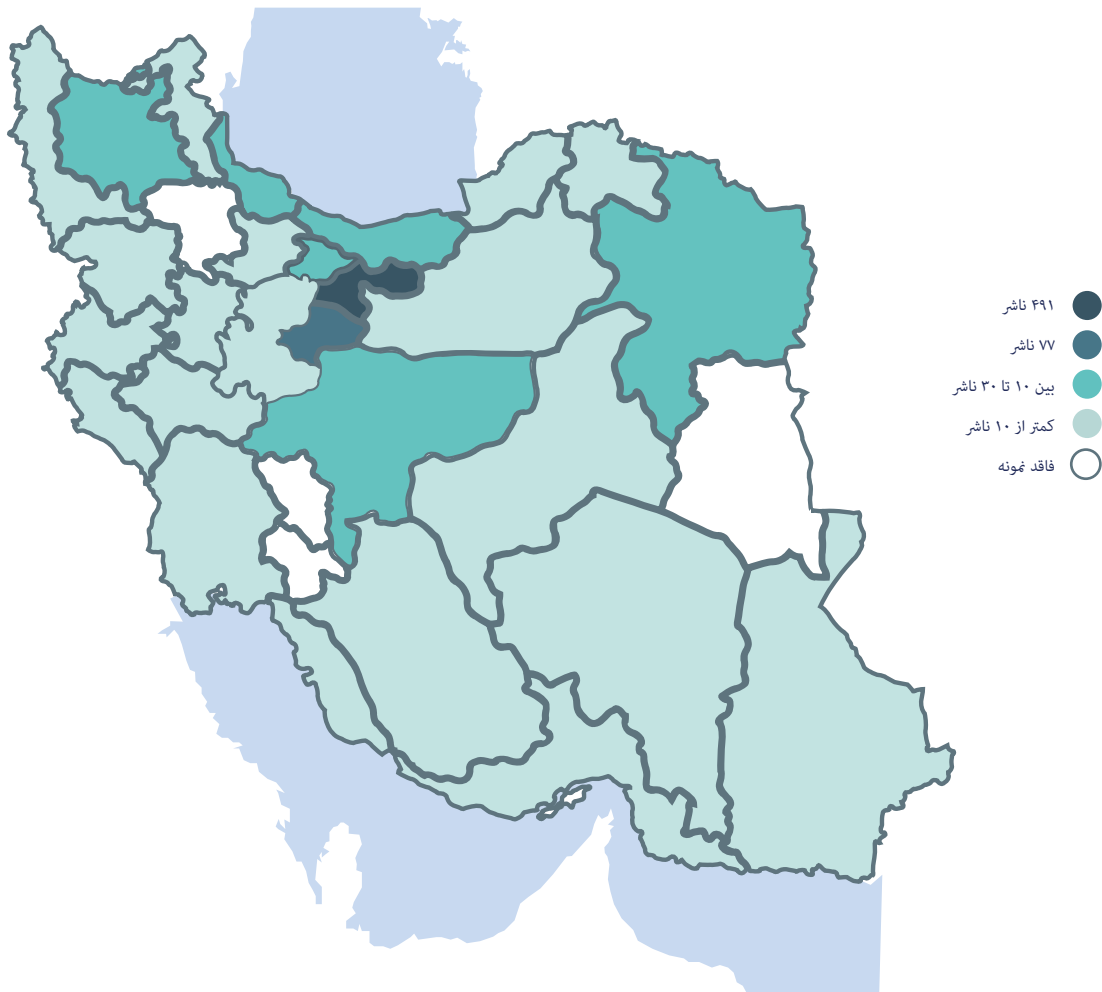 ۴۹۱ ناشر
۷۷ ناشر
بین ۱۰ تا ۳۰ ناشر
کمتر از ۱۰ ناشر
فاقد نمونه